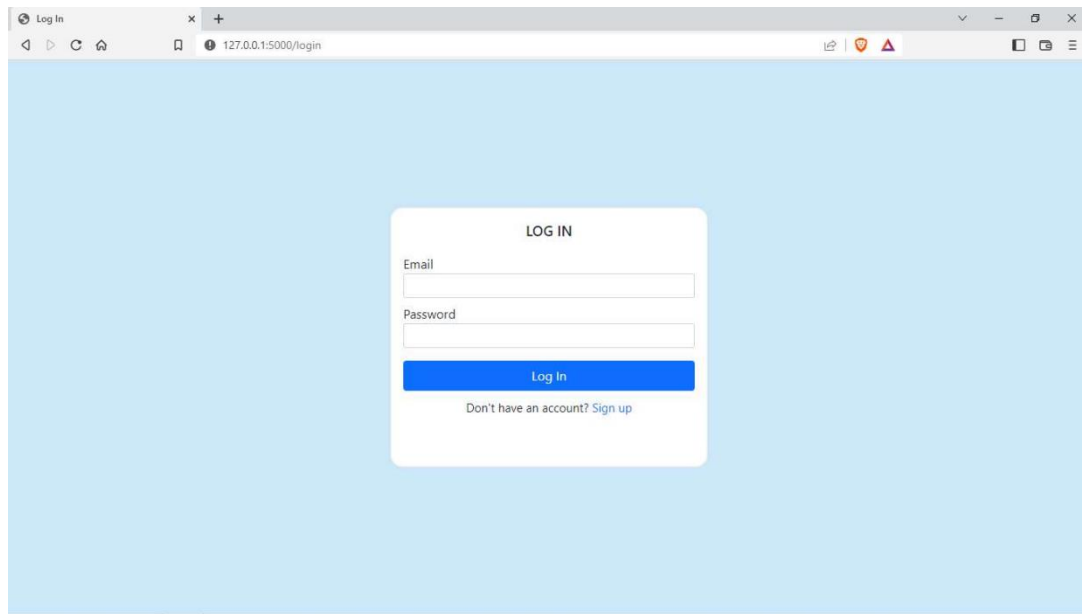 Log In
127.0.0.1:5000/login
LOG IN
Email
Password
Log In
Don't have an account? Sign up